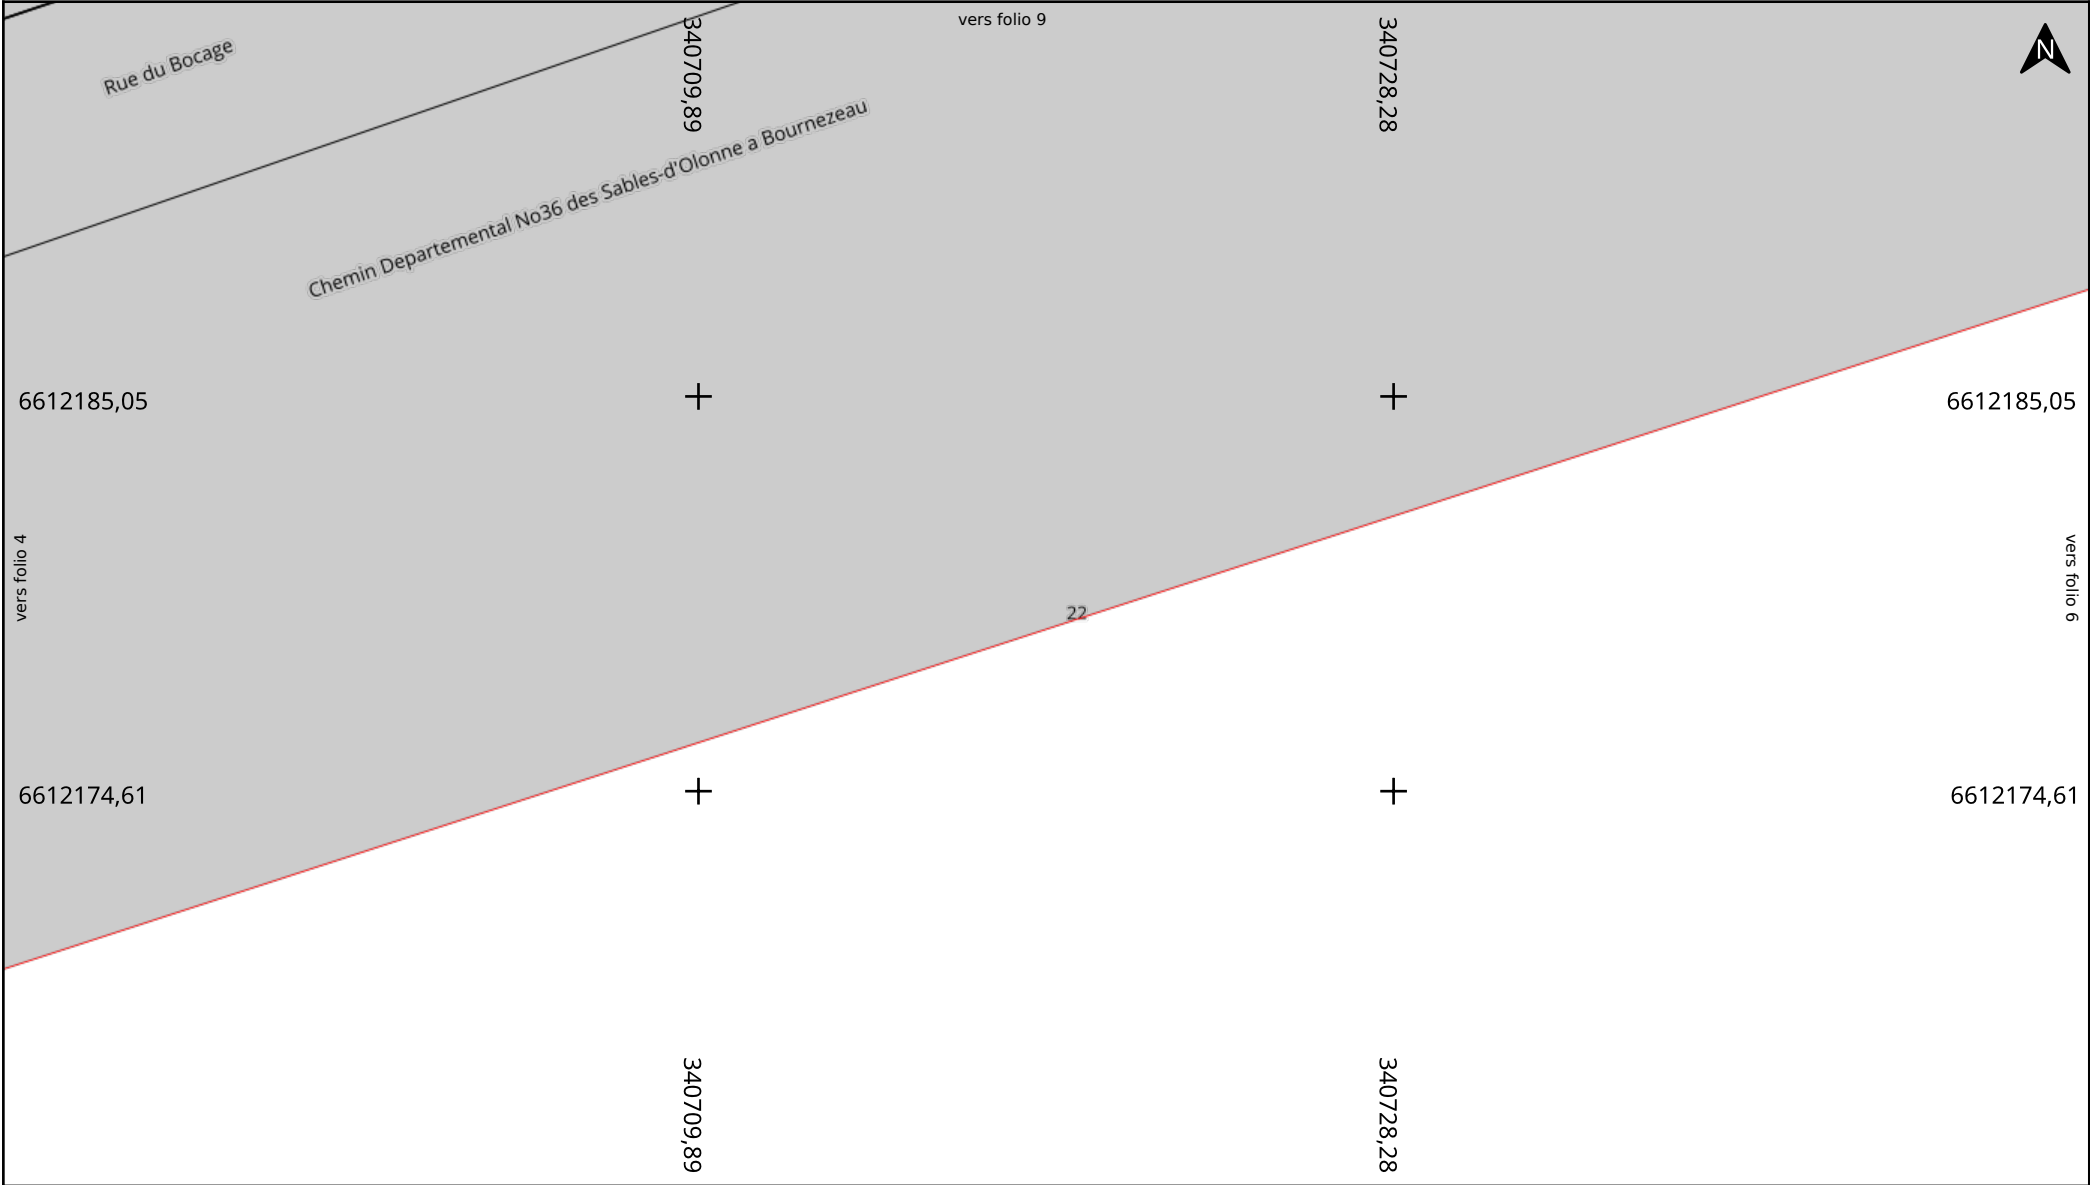 vers folio 9
340709,89
340728,28
N
Rue du Bocage
Chemin Departemental No36 des Sables-d'Olonne a Bournezeau
6612185,05
6612185,05
vers folio 4
vers folio 6
22
6612174,61
6612174,61
340709,89
340728,28